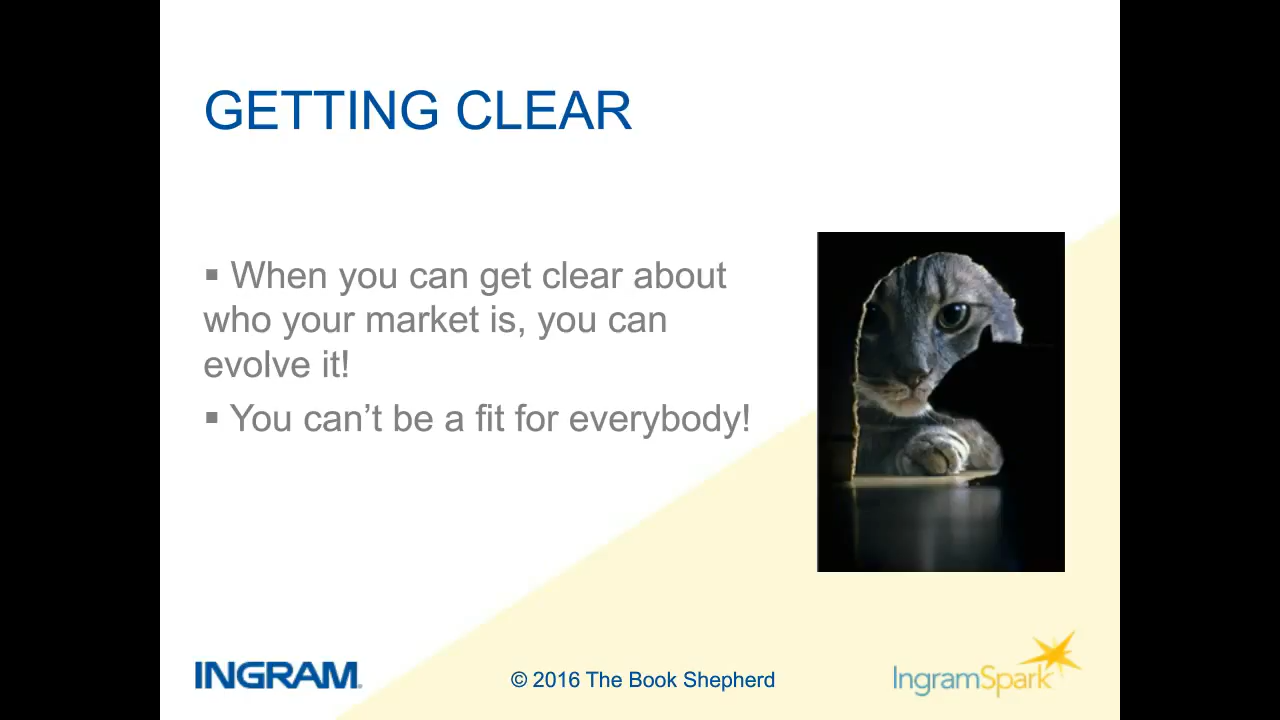 GETTING CLEAR
▪ When you can get clear about
who your market is, you can
evolve it!
▪ You can’t be a fit for everybody!
INGRAM
© 2016 The Book Shepherd
IngramSpark